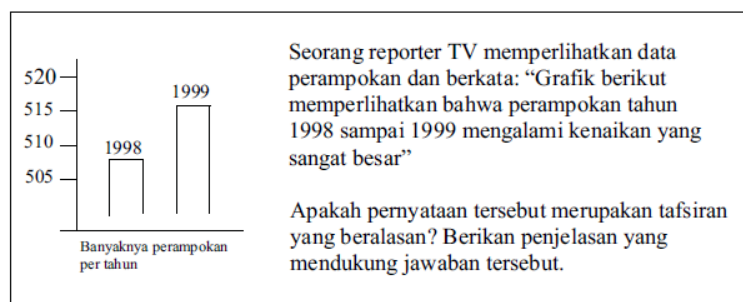 520
515
510
505
1998
1999
Banyaknya perampokan
per tahun
Seorang reporter TV memperlihatkan data
perampokan dan berkata: “Grafik berikut
memperlihatkan bahwa perampokan tahun
1998 sampai 1999 mengalami kenaikan yang
sangat besar”
Apakah pernyataan tersebut merupakan tafsiran
yang beralasan? Berikan penjelasan yang
mendukung jawaban tersebut.